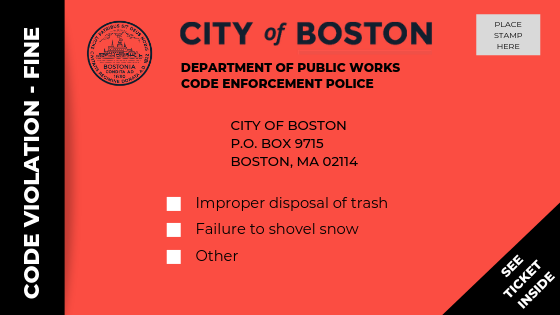 CODE VIOLATION - FINE
BOSTONIA
CONDITA AD
1630
CITY of BOSTON
DEPARTMENT OF PUBLIC WORKS
CODE ENFORCEMENT POLICE
PLACE
STAMP
HERE
CITY OF BOSTON
P.O. BOX 9715
BOSTON, MA 02114
Improper disposal of trash
Failure to shovel snow
Other
SEE
TICKET
INSIDE